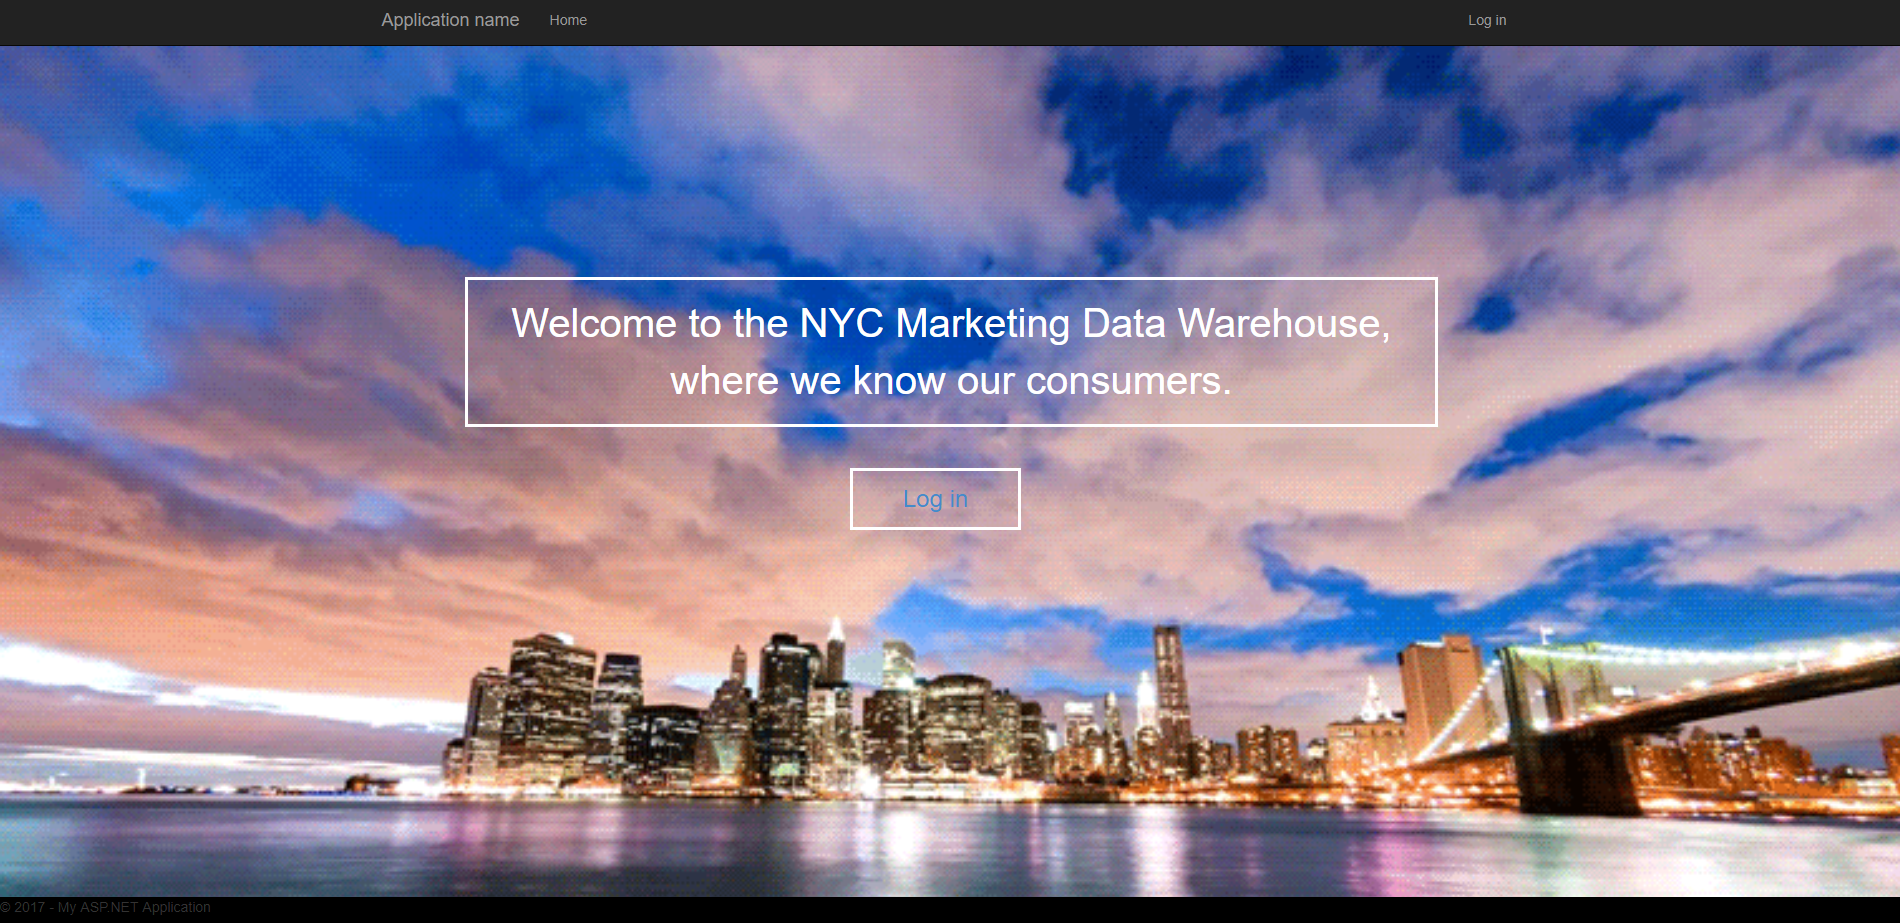 Application name Home Log in
Welcome to the NYC Marketing Data Warehouse,
where we know our consumers.
Log in
© 2017 - My ASP.NET Application